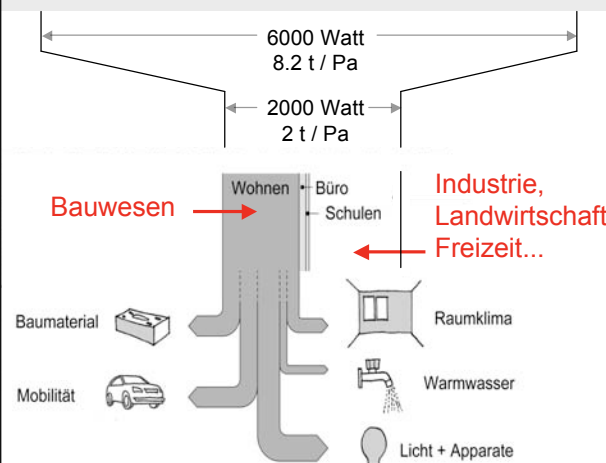 6000 Watt
8.2 t / Pa
2000 Watt
2 t / Pa
Wohnen
Büro
Schulen
Bauwesen
Industrie,
Landwirtschaft
Freizeit...
Baumaterial
Raumklima
Mobilität
Warmwasser
Licht + Apparate